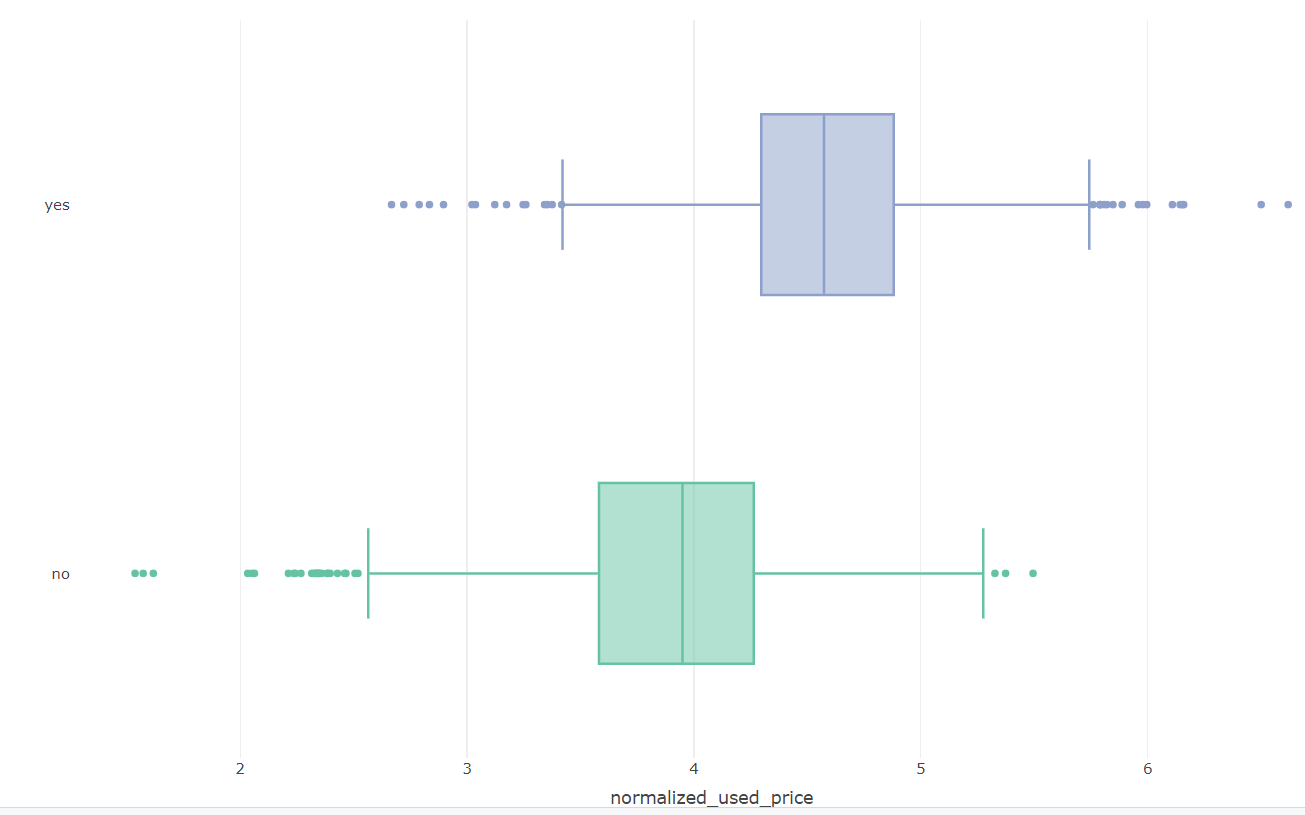 yes
no
2 3 4 5 6
normalized_used_price